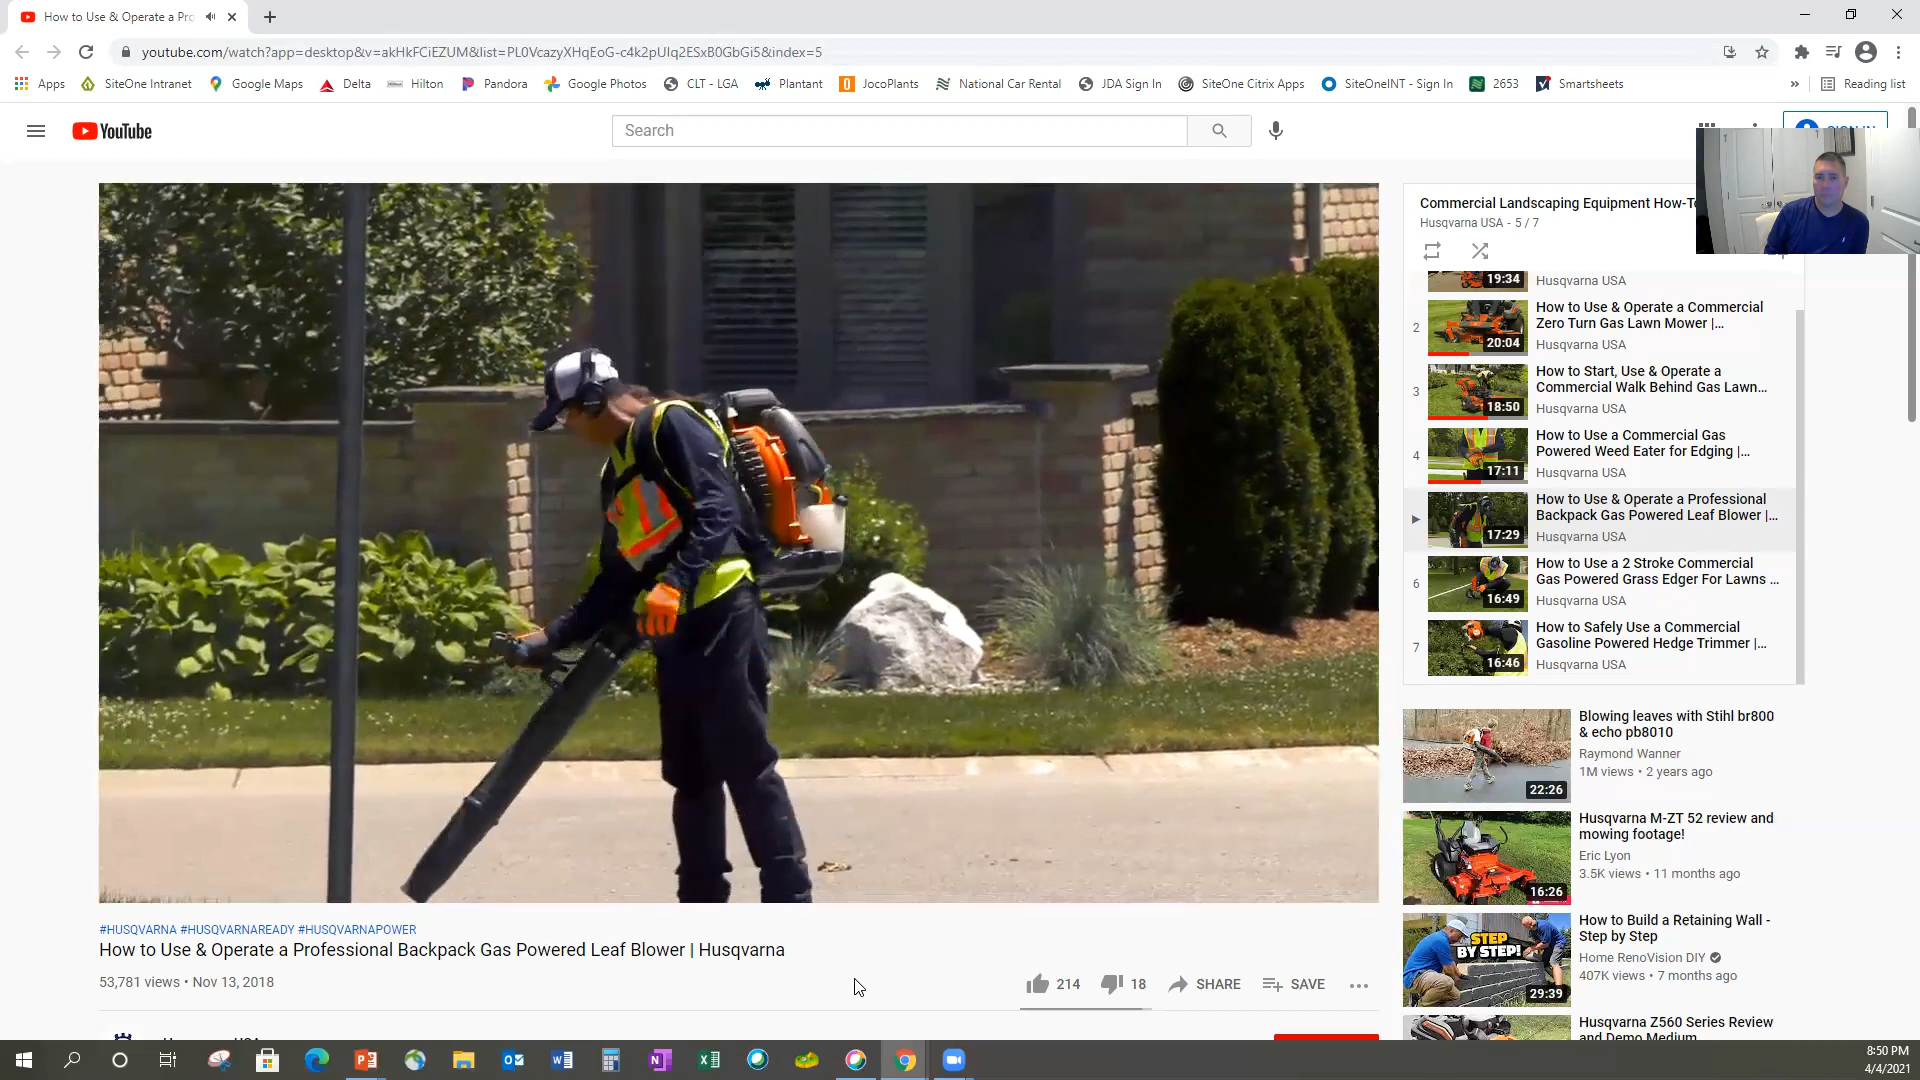 How to Use & Operate a Pro
youtube.com/watch?app=desktop&v=akHkFCiEZUM&list=PL0VcazyXHqEoG-c4k2pUIq2ESxB0GbGi5&index=5
Apps SiteOne Intranet Google Maps Delta Hilton Pandora Google Photos CLT - LGA Plantant JocoPlants National Car Rental JDA Sign In SiteOne Citrix Apps SiteOneINT - Sign In 2653 Smartsheets » Reading list
YouTube
Search
Commercial Landscaping Equipment How-T
Husqvarna USA - 5 / 7
19:34
Husqvarna USA
2
How to Use & Operate a Commercial
Zero Turn Gas Lawn Mower |...
20:04
Husqvarna USA
3
How to Start, Use & Operate a
Commercial Walk Behind Gas Lawn...
18:50
Husqvarna USA
4
How to Use a Commercial Gas
Powered Weed Eater for Edging |...
17:11
Husqvarna USA
How to Use & Operate a Professional
Backpack Gas Powered Leaf Blower |...
17:29
Husqvarna USA
6
How to Use a 2 Stroke Commercial
Gas Powered Grass Edger For Lawns ...
16:49
Husqvarna USA
7
How to Safely Use a Commercial
Gasoline Powered Hedge Trimmer |...
16:46
Husqvarna USA
Blowing leaves with Stihl br800
& echo pb8010
Raymond Wanner
1M views • 2 years ago
22:26
Husqvarna M-ZT 52 review and
mowing footage!
Eric Lyon
3.5K views • 11 months ago
16:26
How to Build a Retaining Wall -
Step by Step
STEP
BY STEP!
Home RenoVision DIY
407K views • 7 months ago
29:39
Husqvarna Z560 Series Review
and Demo Medium
#HUSQVARNA #HUSQVARNAREADY #HUSQVARNAPOWER
How to Use & Operate a Professional Backpack Gas Powered Leaf Blower | Husqvarna
53,781 views • Nov 13, 2018
214 18 SHARE SAVE
8:50 PM
4/4/2021